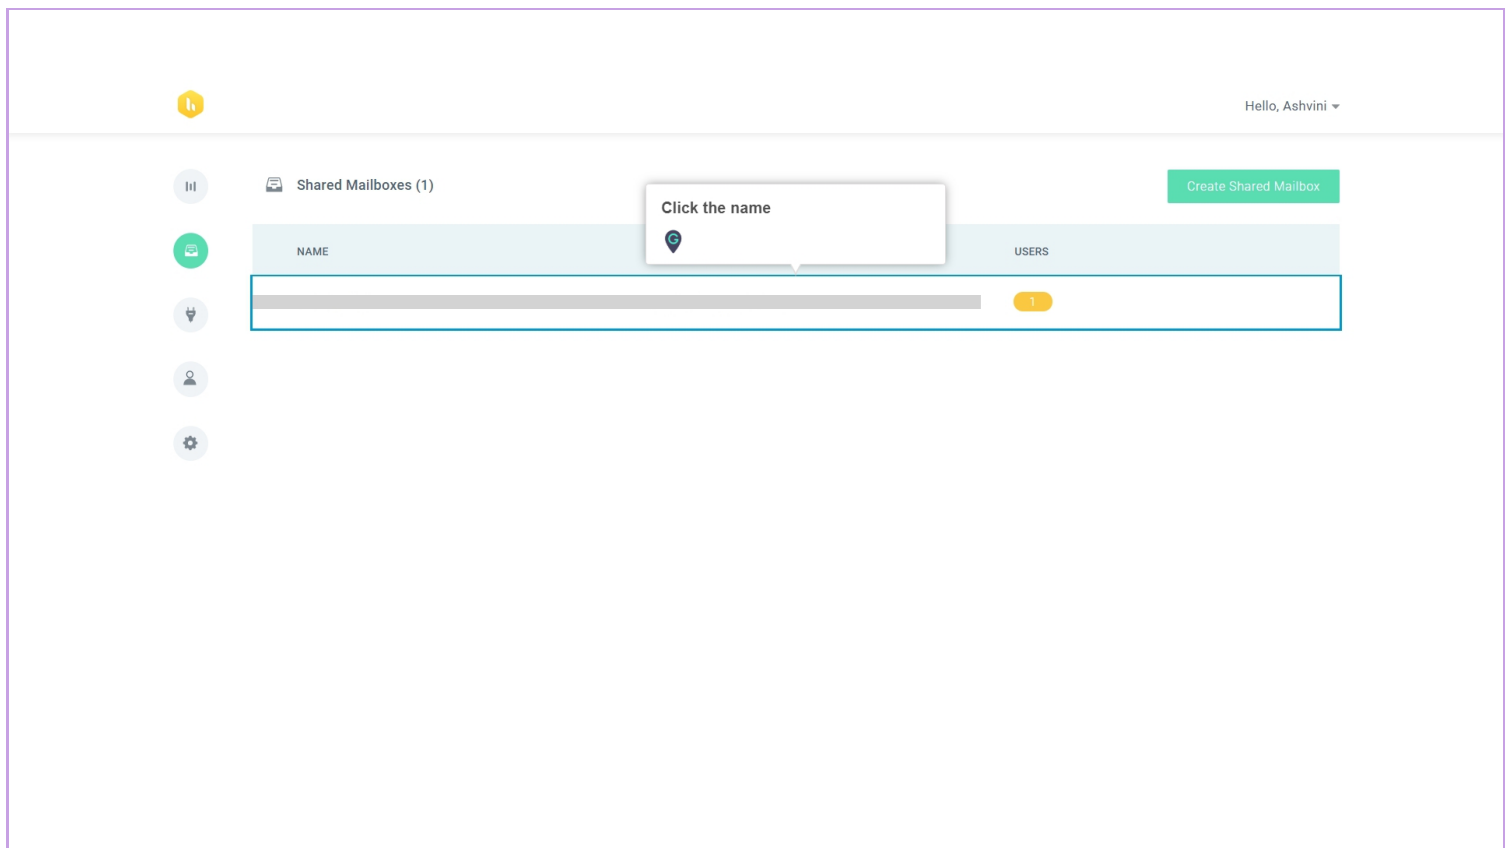 Hello, Ashvini
Shared Mailboxes (1)
Create Shared Mailbox
Click the name
G
NAME
USERS
1